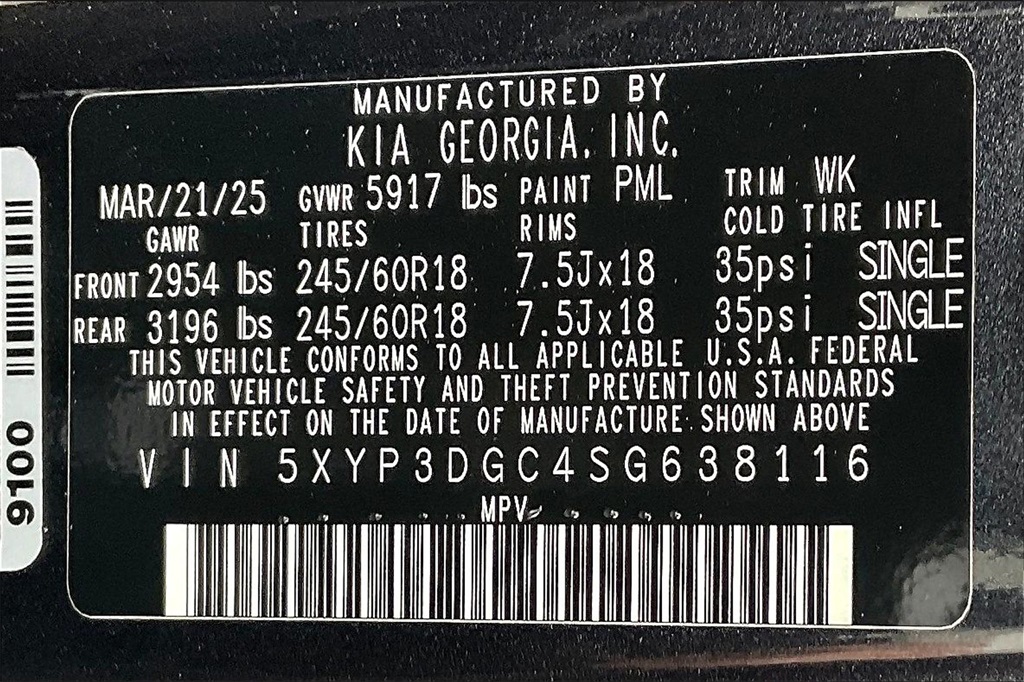 MANUFACTURED BY
KIA GEORGIA, INC.
MAR/21/25 GVWR 5917 lbs PAINT PML TRIM WK
GAWR TIRES RIMS COLD TIRE INFL
FRONT 2954 lbs 245/60R18 7.5Jx18 35psi SINGLE
REAR 3196 lbs 245/60R18 7.5Jx18 35psi SINGLE
THIS VEHICLE CONFORMS TO ALL APPLICABLE U.S.A. FEDERAL
MOTOR VEHICLE SAFETY AND THEFT PREVENTION STANDARDS
IN EFFECT ON THE DATE OF MANUFACTURE SHOWN ABOVE
VIN 5XYP3DGC4SG638116
MPV
9100